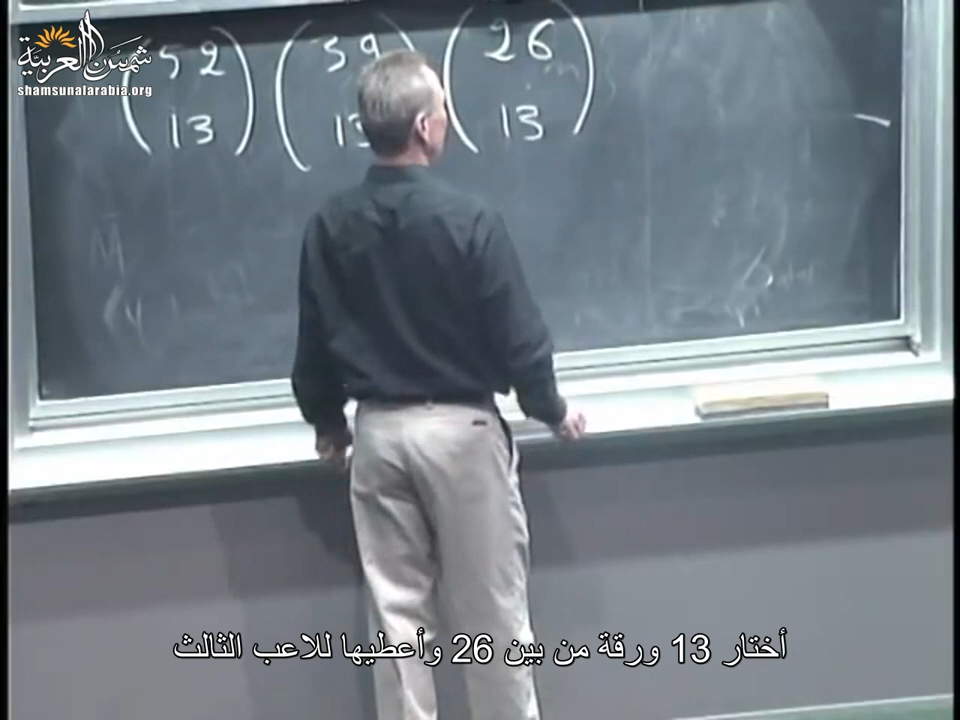 شمس العربية
shamsunalarabia.org
52 39 26
13 13 13
أختار 13 ورقة من بين 26 وأعطيها للاعب الثالث